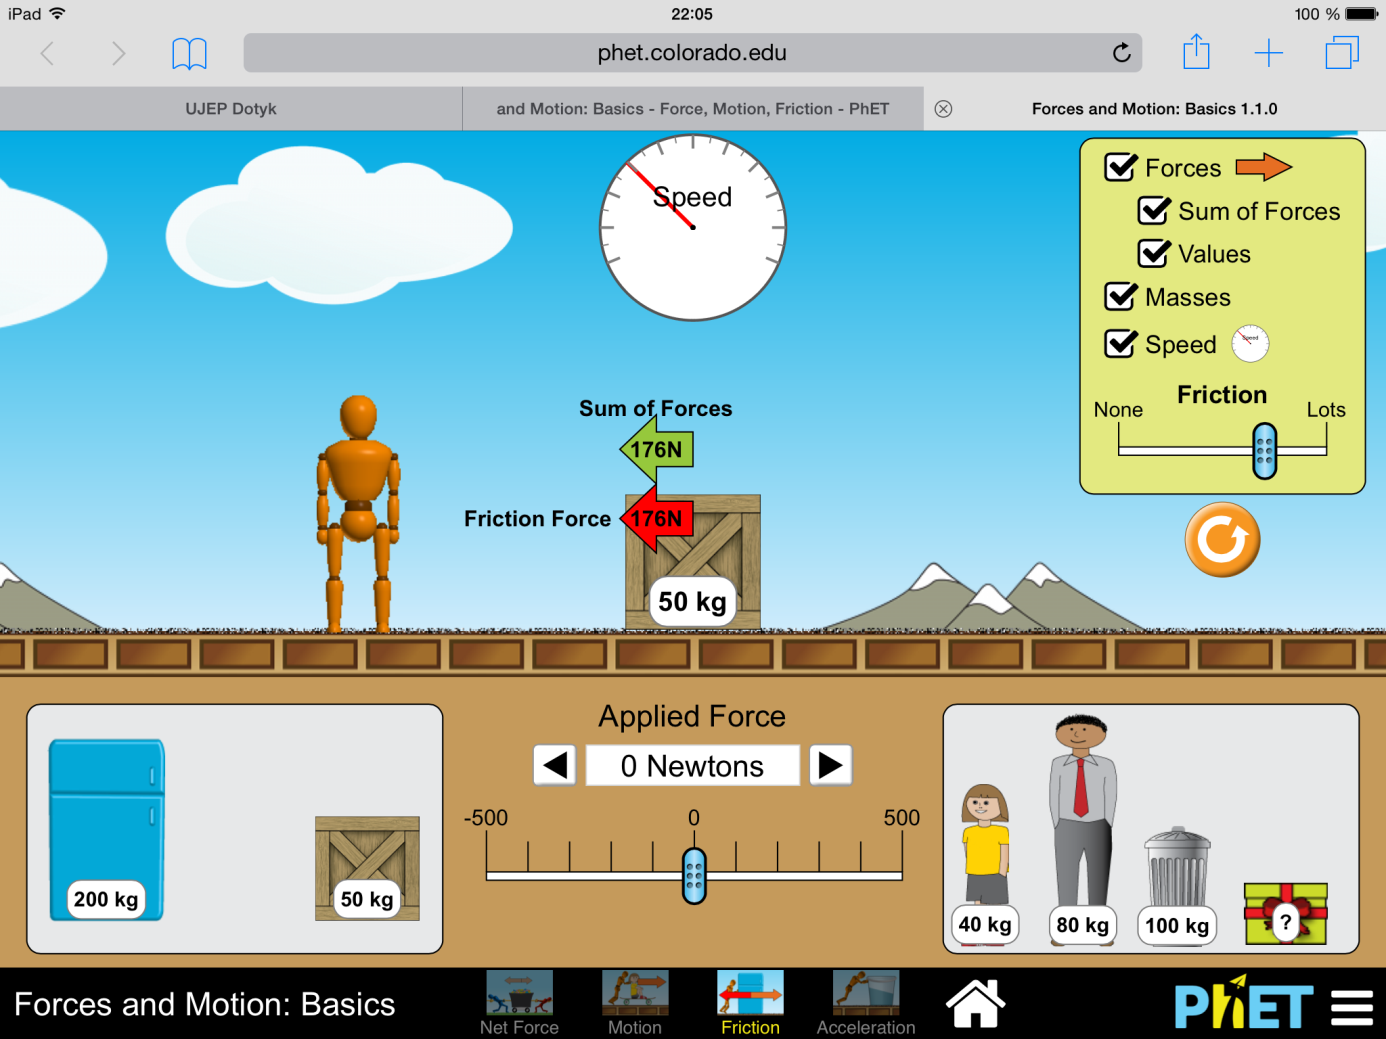 iPad
22:05
100 %
phet.colorado.edu
UJEP Dotyk
and Motion: Basics - Force, Motion, Friction - PhET
Forces and Motion: Basics 1.1.0
Speed
Forces
Sum of Forces
Values
Masses
Speed
Speed
Friction
None
Lots
Sum of Forces
176N
Friction Force
176N
50 kg
Applied Force
0 Newtons
-500
0
500
200 kg
50 kg
40 kg
80 kg
100 kg
?
Forces and Motion: Basics
Net Force
Motion
Friction
Acceleration
PhET